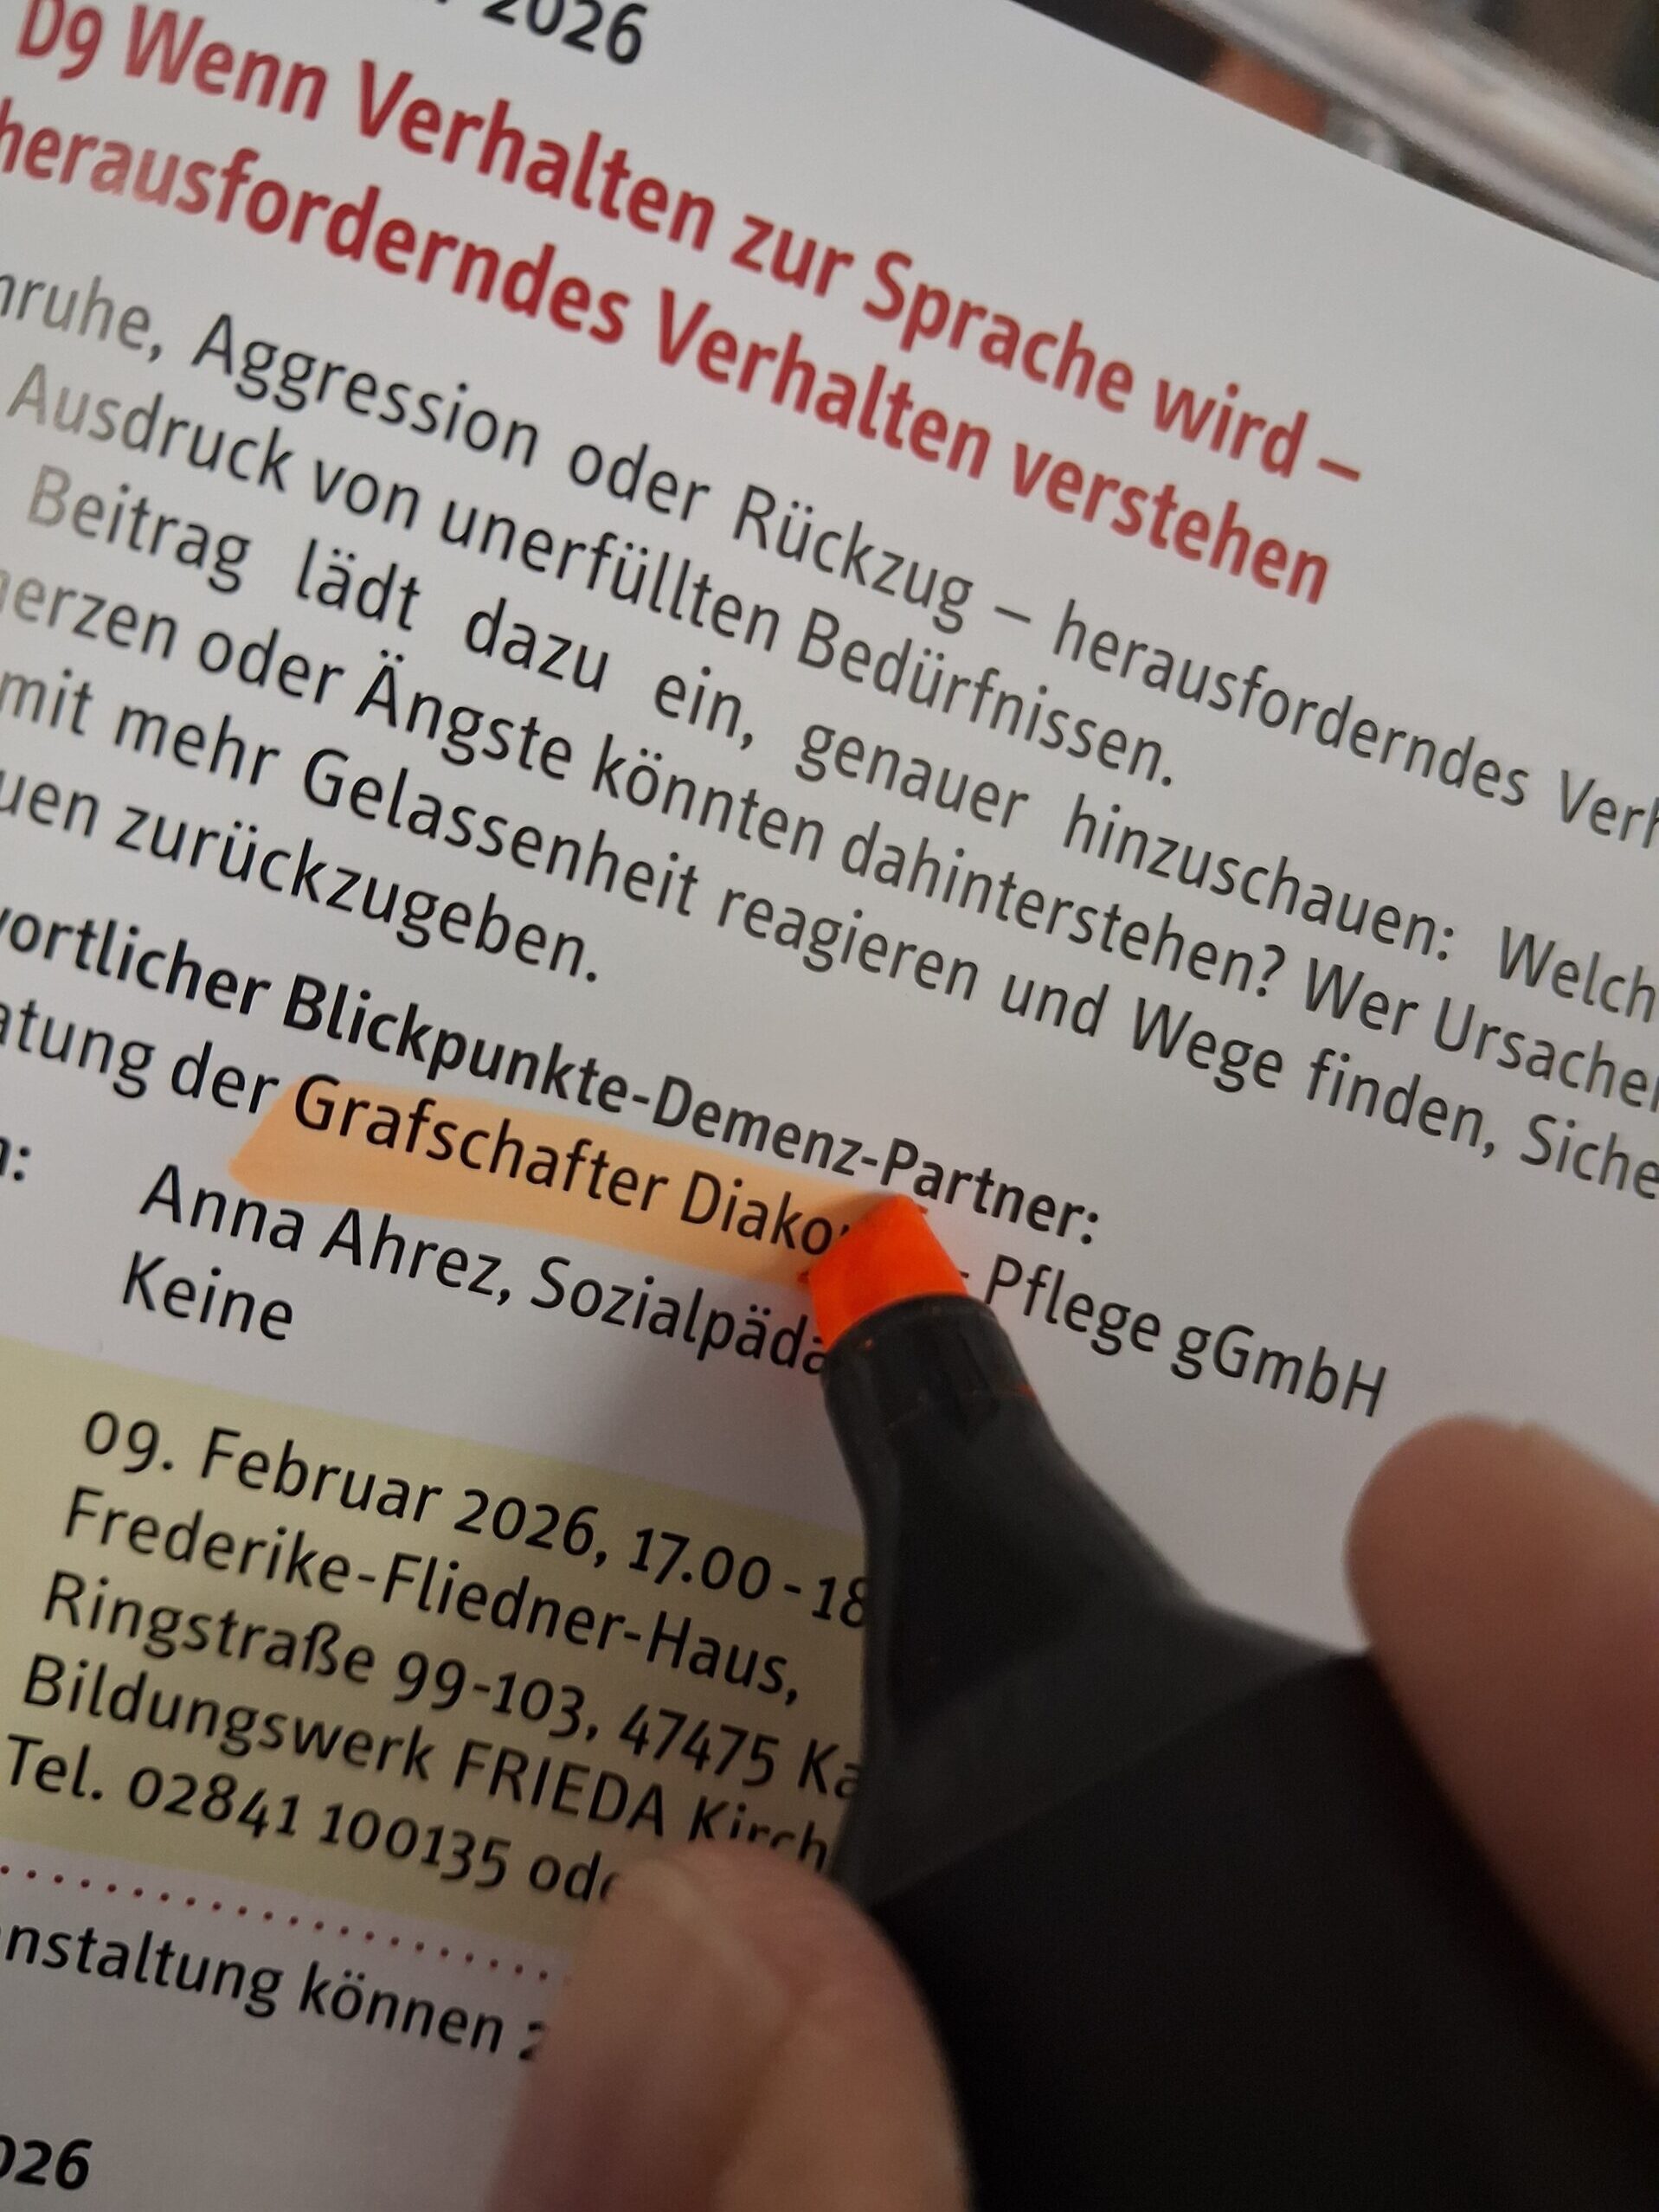 2026
D9 Wenn Verhalten zur Sprache wird –
herausforderndes Verhalten verstehen
nruhe, Aggression oder Rückzug – herausforderndes Verh
Ausdruck von unerfüllten Bedürfnissen.
Beitrag lädt dazu ein, genauer hinzuschauen: Welch
erzen oder Ängste könnten dahinterstehen? Wer Ursachen
mit mehr Gelassenheit reagieren und Wege finden, Siche
uen zurückzugeben.
ortlicher Blickpunkte-Demenz-Partner:
atung der Grafschafter Diako - Pflege gGmbH
n: Anna Ahrez, Sozialpäda
Keine
09. Februar 2026, 17.00 - 18
Frederike-Fliedner-Haus,
Ringstraße 99-103, 47475 Ka
Bildungswerk FRIEDA Kirch
Tel. 02841 100135 ode
nstaltung können 2
026